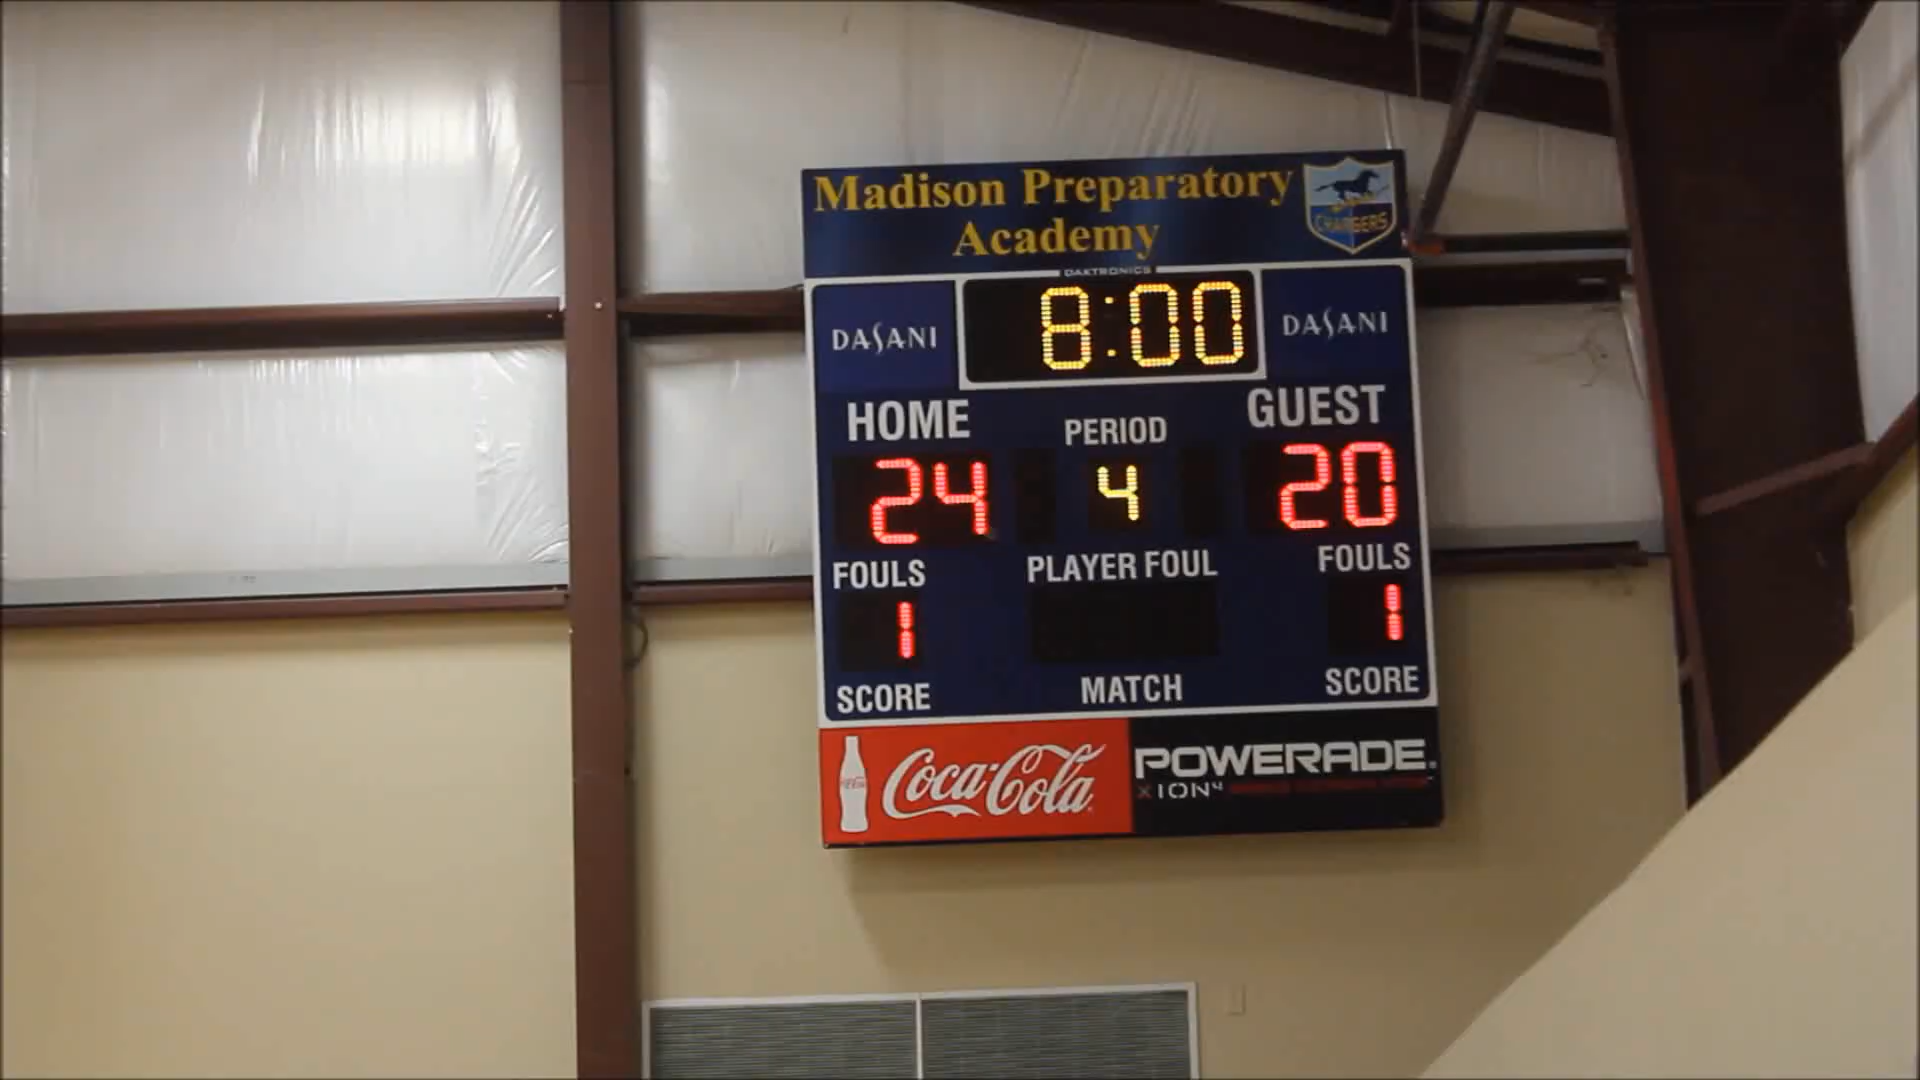 Madison Preparatory
Academy
CHARGERS
DAKTRONICS
DASANI
8:00
DASANI
HOME
PERIOD
GUEST
24
4
20
FOULS
PLAYER FOUL
FOULS
1
1
SCORE
MATCH
SCORE
Coca-Cola
POWERADE
ION4